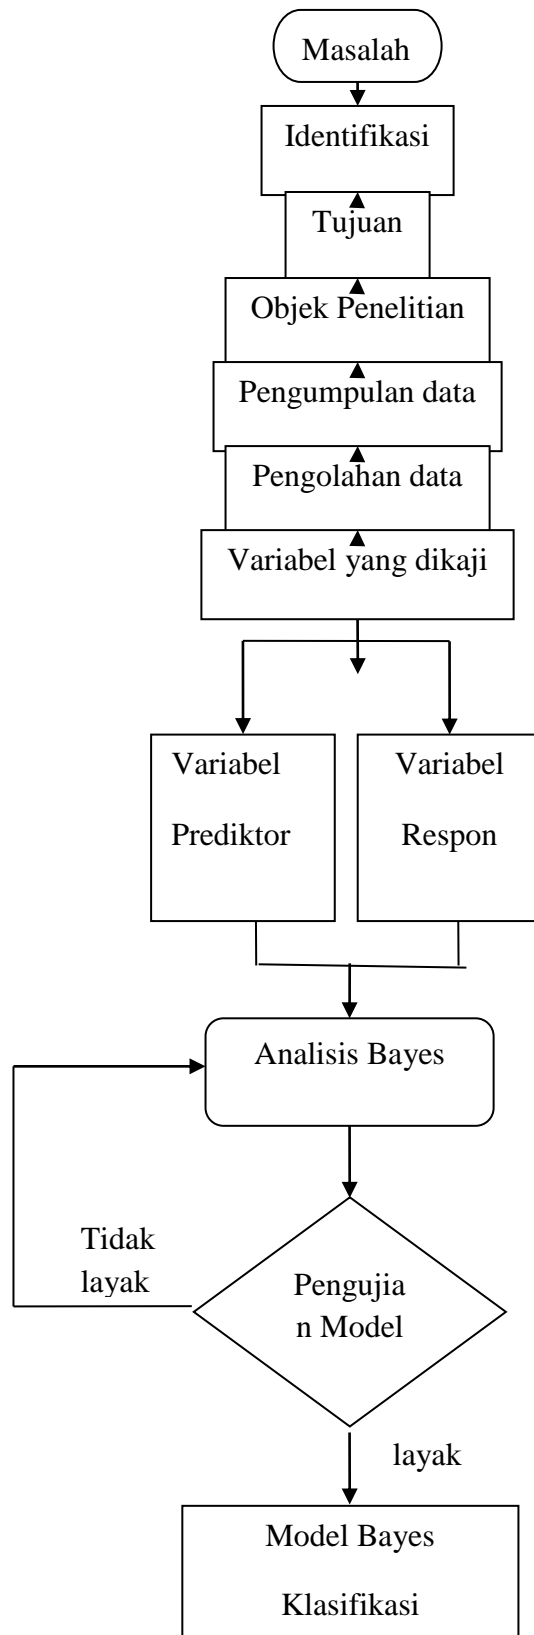 Masalah
Identifikasi
Tujuan
Objek Penelitian
Pengumpulan data
Pengolahan data
Variabel yang dikaji
Variabel
Prediktor
Variabel
Respon
Analisis Bayes
Tidak
layak
Pengujia
n Model
layak
Model Bayes
Klasifikasi